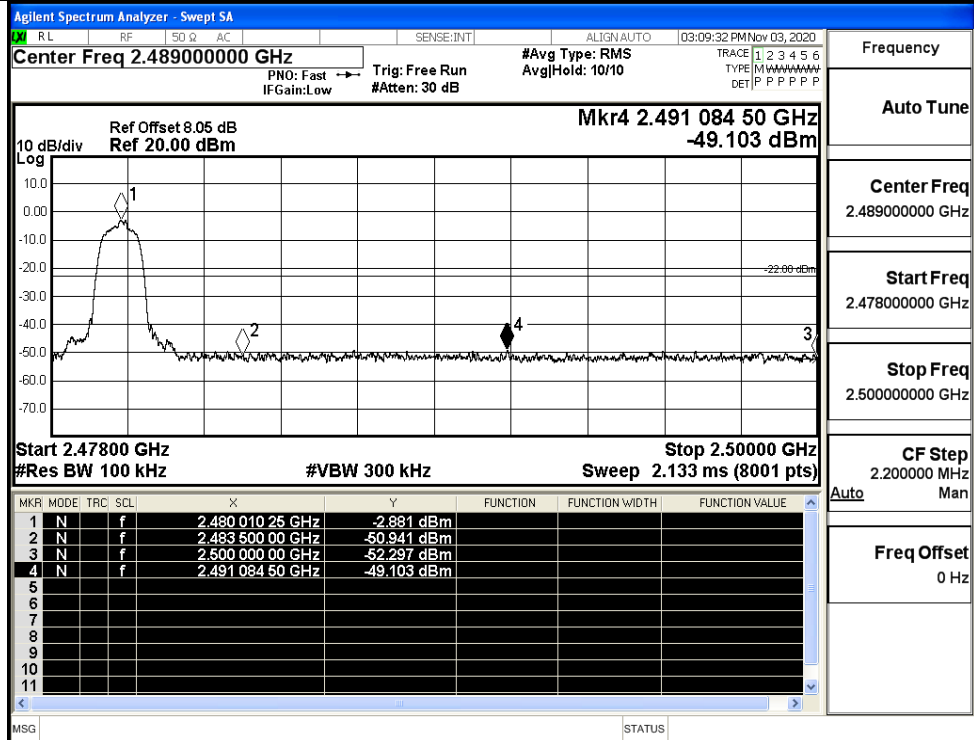 Agilent Spectrum Analyzer - Swept SA
LXI RL RF 50 Ω AC SENSE:INT ALIGNAUTO 03:09:32 PM Nov 03, 2020
Center Freq 2.489000000 GHz
PNO: Fast
IFGain:Low
Trig: Free Run
#Atten: 30 dB
#Avg Type: RMS
Avg|Hold: 10/10
TRACE 1 2 3 4 5 6
TYPE M W W W W W
DET P P P P P P
Mkr4 2.491 084 50 GHz
-49.103 dBm
Ref Offset 8.05 dB
10 dB/div Ref 20.00 dBm
Log
10.0
0.00
-10.0
-20.0
-30.0
-40.0
-50.0
-60.0
-70.0
1
2
4
3
-22.00 dBm
Start 2.47800 GHz Stop 2.50000 GHz
#Res BW 100 kHz #VBW 300 kHz Sweep 2.133 ms (8001 pts)
MKR MODE TRC SCL X Y FUNCTION FUNCTION WIDTH FUNCTION VALUE
1 N f 2.480 010 25 GHz -2.881 dBm
2 N f 2.483 500 00 GHz -50.941 dBm
3 N f 2.500 000 00 GHz -52.297 dBm
4 N f 2.491 084 50 GHz -49.103 dBm
5
6
7
8
9
10
11
MSG STATUS
Frequency
Auto Tune
Center Freq
2.489000000 GHz
Start Freq
2.478000000 GHz
Stop Freq
2.500000000 GHz
CF Step
2.200000 MHz
Auto Man
Freq Offset
0 Hz